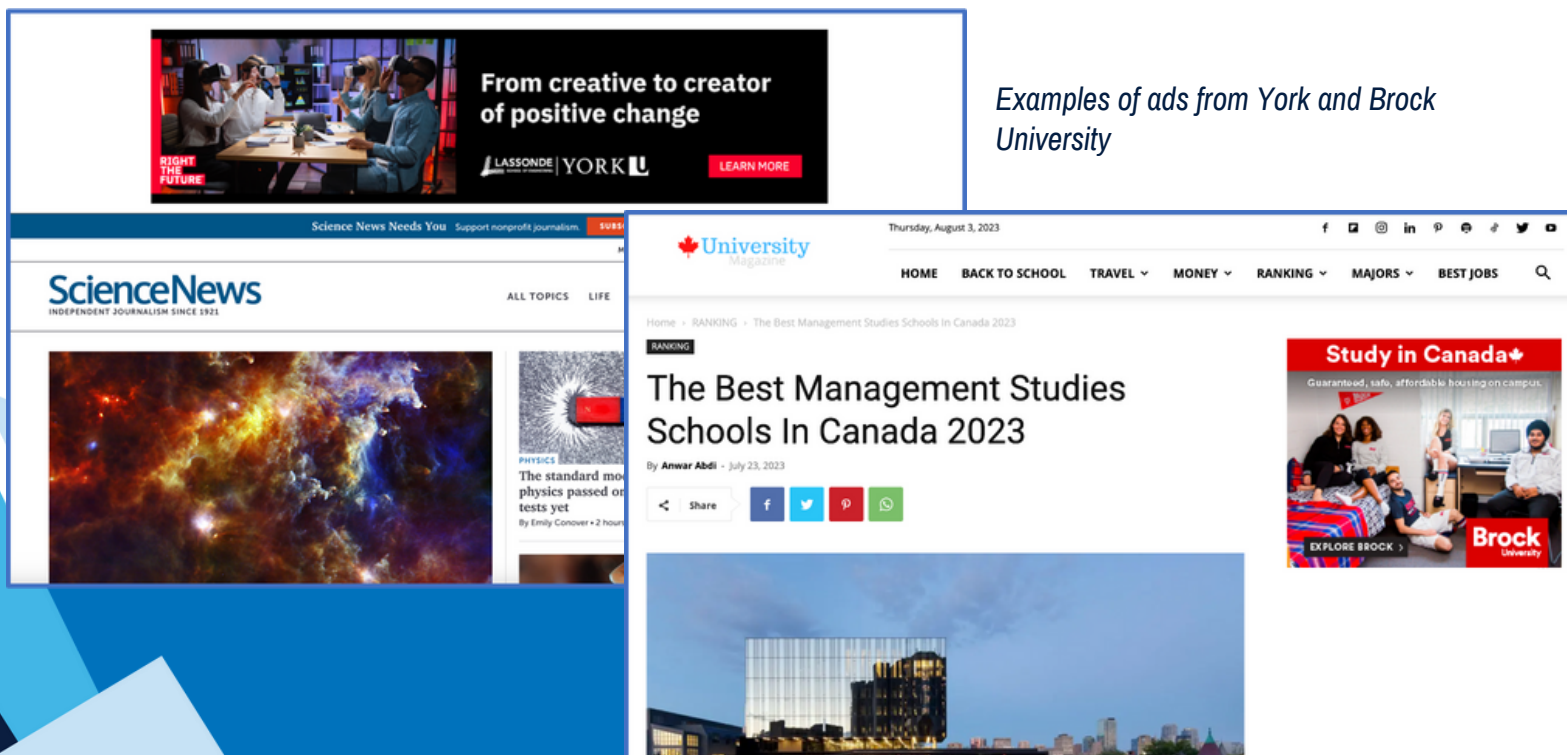 From creative to creator
of positive change
RIGHT
THE
FUTURE
LASSONDE
YORK U
LEARN MORE
Examples of ads from York and Brock
University
Science News Needs You Support nonprofit journalism.
ScienceNews
INDEPENDENT JOURNALISM SINCE 1921
ALL TOPICS LIFE
PHYSICS
The standard
physics passed
tests yet
By Emily Conover • 2
University
Magazine
Thursday, August 3, 2023
HOME BACK TO SCHOOL TRAVEL MONEY RANKING MAJORS BEST JOBS
Home › RANKING › The Best Management Studies Schools In Canada 2023
RANKING
The Best Management Studies
Schools In Canada 2023
By Anwar Abdi - July 23, 2023
Share
Study in Canada
Guaranteed, safe, affordable housing on campus.
EXPLORE BROCK >
Brock
University